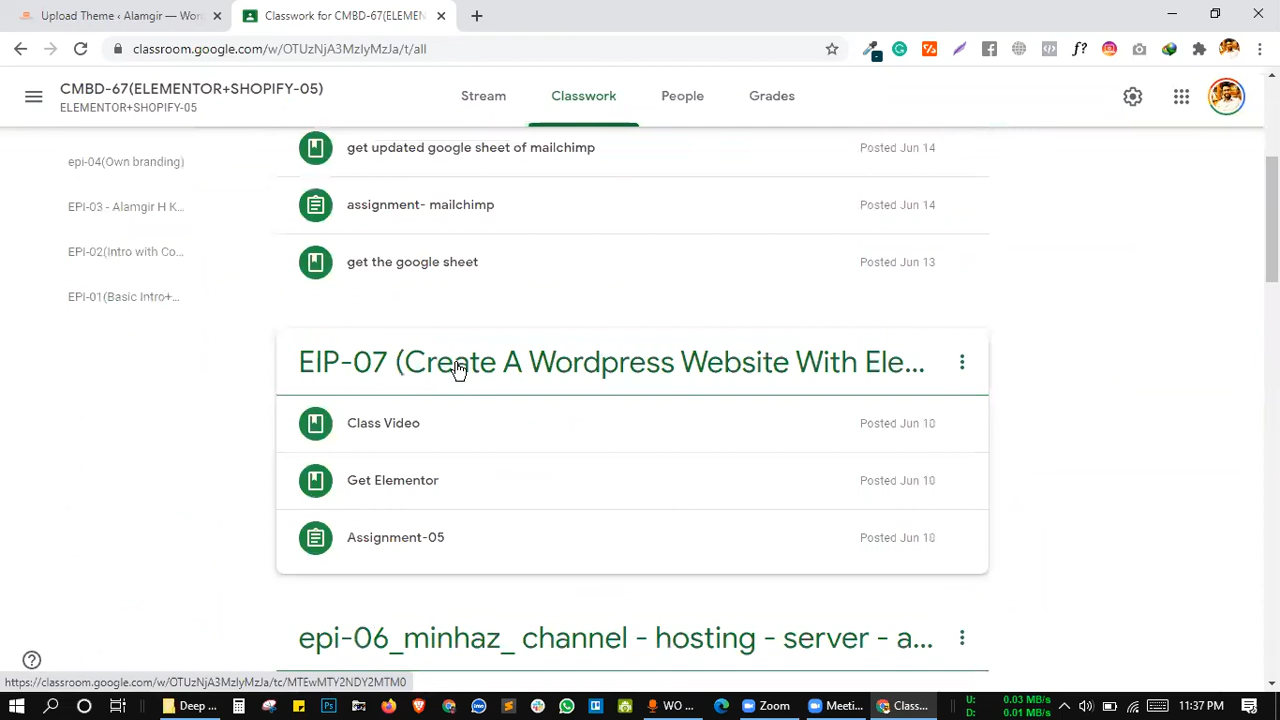 Upload Theme ‹ Alamgir — Wor
Classwork for CMBD-67(ELEMEN
classroom.google.com/w/OTUzNjA3MzIyMzJa/t/all
CMBD-67(ELEMENTOR+SHOPIFY-05)
ELEMENTOR+SHOPIFY-05
Stream
Classwork
People
Grades
epi-04(Own branding)
EPI-03 - Alamgir H K...
EPI-02(Intro with Co...
EPI-01(Basic Intro+...
get updated google sheet of mailchimp
Posted Jun 14
assignment- mailchimp
Posted Jun 14
get the google sheet
Posted Jun 13
EIP-07 (Create A Wordpress Website With Ele...
Class Video
Posted Jun 10
Get Elementor
Posted Jun 10
Assignment-05
Posted Jun 10
epi-06_minhaz_ channel - hosting - server - a...
https://classroom.google.com/w/OTUzNjA3MzIyMzJa/tc/MTEwMTY2NDY2MTM0
Deep ...
WO ...
Zoom
Meeti...
Class...
U: 0.03 MB/s
D: 0.01 MB/s
11:37 PM